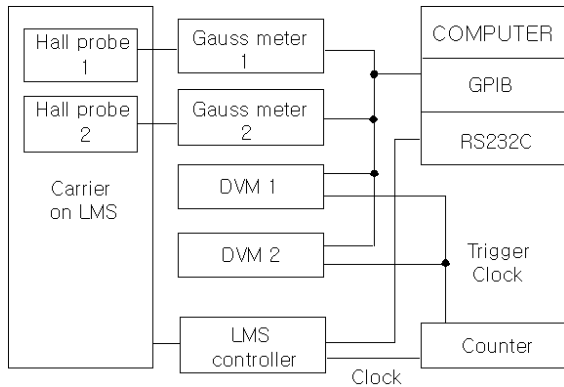 Hall probe
1
Gauss meter
1
COMPUTER
GPIB
RS232C
Hall probe
2
Gauss meter
2
Carrier
on LMS
DVM 1
DVM 2
Trigger
Clock
LMS
controller
Counter
Clock